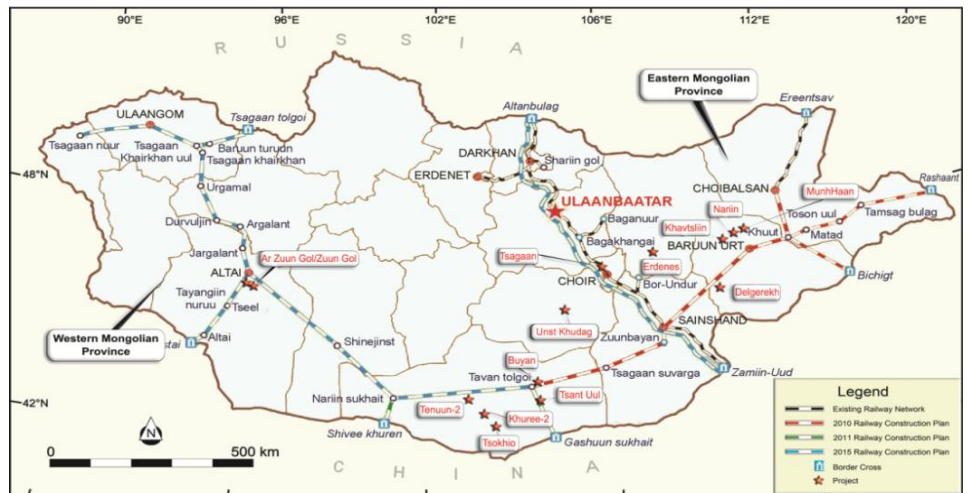 90°E
96°E
102°E
106°E
112°E
120°E
RUSSIA
Eastern Mongolian
Province
Ereentsav
Altanbulag
ULAANGOM
Tsagaan tolgoi
Tsagaan nuur
Tsagaan
Khairkhan uul
Baruun turuun
Tsagaan khairkhan
DARKHAN
Shariin gol
ERDENET
48°N
48°N
CHOIBALSAN
MunhHaan
Rashaant
Urgamal
ULAANBAATAR
Nariin
Toson uul
Tamsag bulag
Durvuljin
Argalant
Baganuur
Khavtsliin
Khuut
Matad
Bagakhangai
BARUUN URT
Jargalant
Ar Zuun Gol/Zuun Gol
Tsagaan
Erdenes
Bichigt
ALTAI
CHOIR
Bor-Undur
Delgerekh
Tayangiin
nuruu
Tseel
Unst Khudag
SAINSHAND
Western Mongolian
Province
Altai
Zuunbayan
Shinejinst
Buyan
Zamiin-Uud
Tavan tolgoi
Tsagaan suvarga
Nariin sukhait
Tsant Uul
42°N
42°N
Tenuun-2
Khuree-2
Shivee khuren
Tsokhio
Gashuun sukhait
N
0
500 km
CHINA
Legend
Existing Railway Network
2010 Railway Construction Plan
2011 Railway Construction Plan
2015 Railway Construction Plan
Border Cross
Project